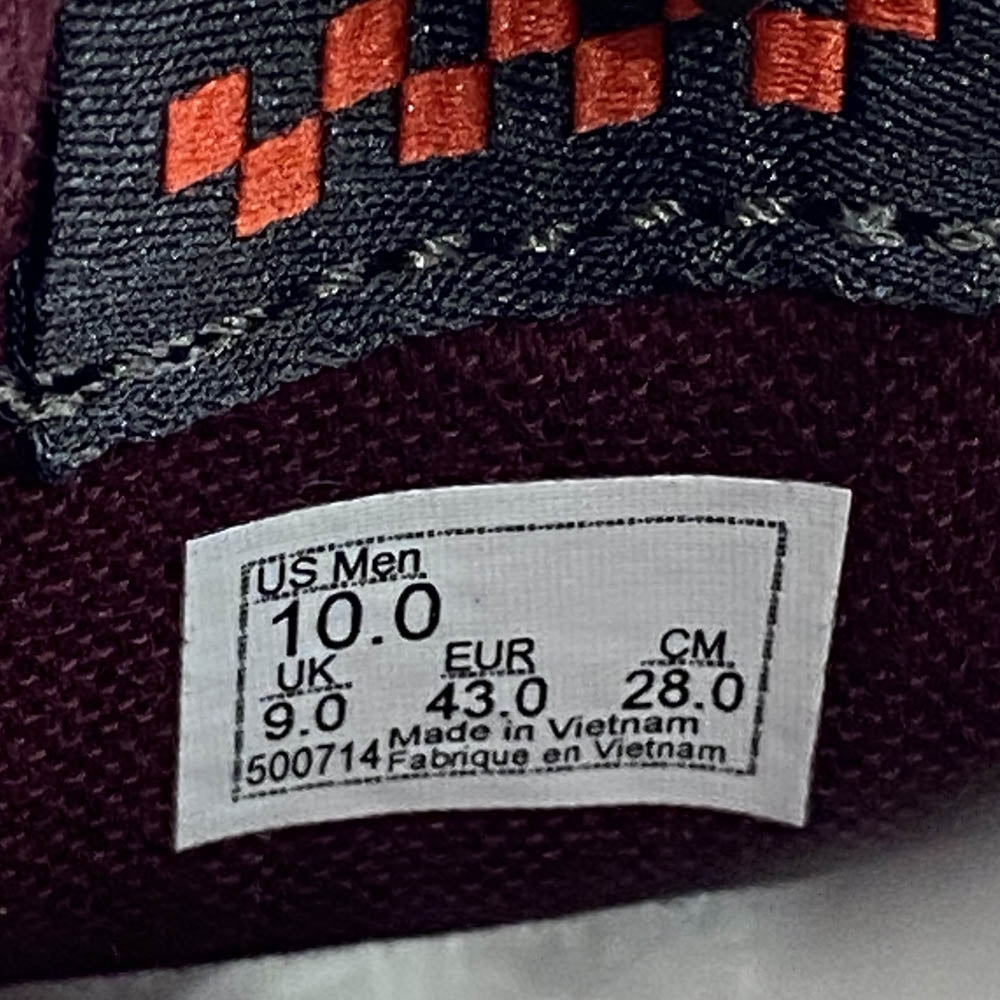 US Men
10.0
UK EUR CM
9.0 43.0 28.0
500714 Made in Vietnam
Fabrique en Vietnam